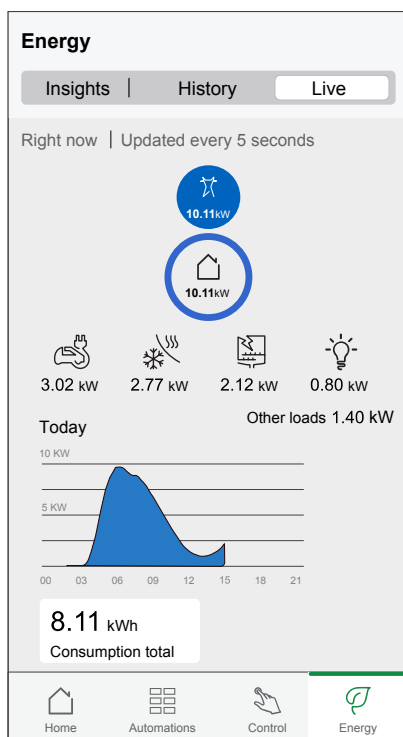 Energy
Insights | History Live
Right now | Updated every 5 seconds
10.11kW
10.11kW
3.02 kW 2.77 kW 2.12 kW 0.80 kW
Other loads 1.40 kW
Today
10 KW
5 KW
00 03 06 09 12 15 18 21
8.11 kWh
Consumption total
Home Automations Control Energy